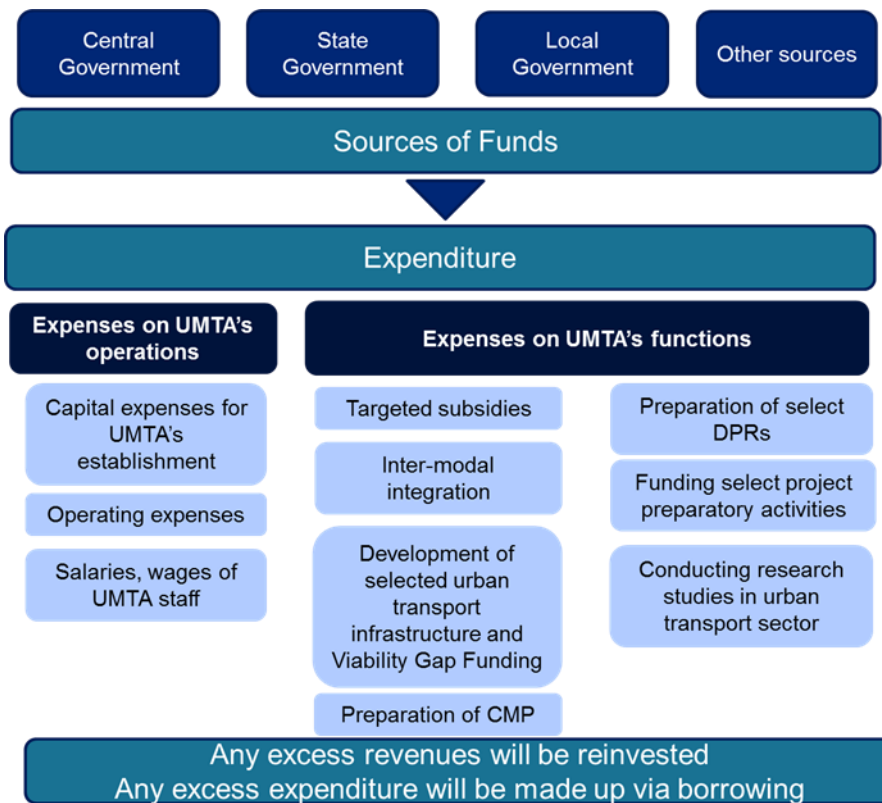 Central
Government
State
Government
Local
Government
Other sources
Sources of Funds
Expenditure
Expenses on UMTA's
operations
Capital expenses for
UMTA's
establishment
Operating expenses
Salaries, wages of
UMTA staff
Expenses on UMTA's functions
Targeted subsidies
Inter-modal
integration
Development of
selected urban
transport
infrastructure and
Viability Gap Funding
Preparation of CMP
Preparation of select
DPRs
Funding select project
preparatory activities
Conducting research
studies in urban
transport sector
Any excess revenues will be reinvested
Any excess expenditure will be made up via borrowing